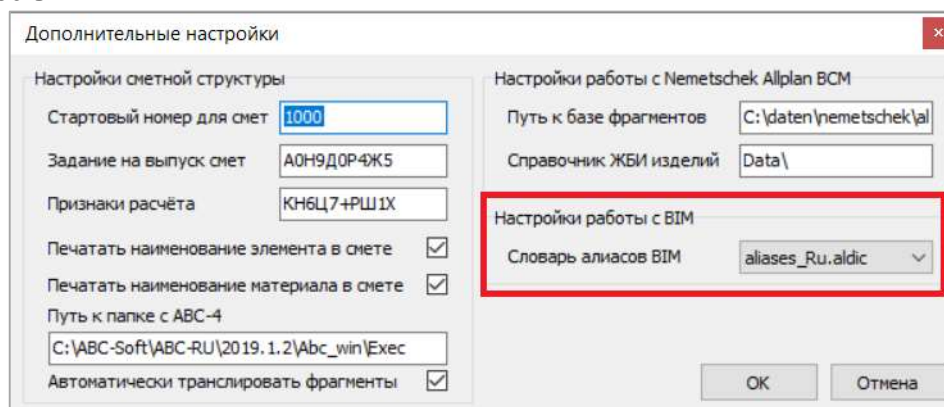 Дополнительные настройки
Настройки сметной структуры
Стартовый номер для смет 1000
Задание на выпуск смет А0Н9Д0Р4Ж5
Признаки расчёта КН6Ц7+РШ1Х
Печатать наименование элемента в смете
Печатать наименование материала в смете
Путь к папке с АВС-4
C:\ABC-Soft\ABC-RU\2019.1.2\Abc_win\Exec
Автоматически транслировать фрагменты
Настройки работы с Nemetschek Allplan BCM
Путь к базе фрагментов C:\daten\nemetschek\al
Справочник ЖБИ изделий Data\
Настройки работы с BIM
Словарь алиасов BIM aliases_Ru.aldic
OK Отмена